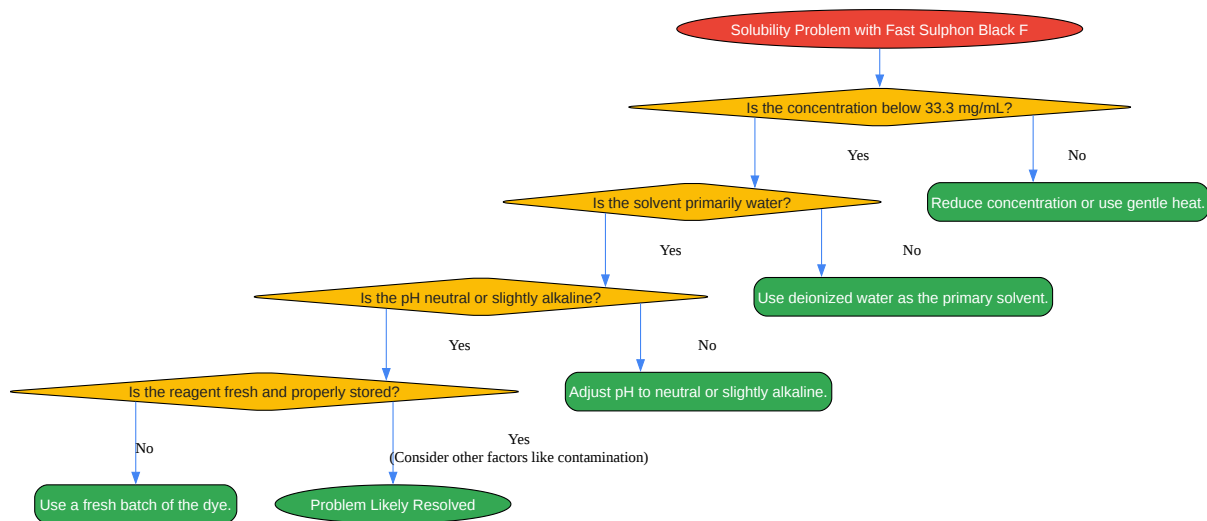 Solubility Problem with Fast Sulphon Black F
Is the concentration below 33.3 mg/mL?
Yes
No
Is the solvent primarily water?
Reduce concentration or use gentle heat.
Yes
No
Is the pH neutral or slightly alkaline?
Use deionized water as the primary solvent.
Yes
No
Is the reagent fresh and properly stored?
Adjust pH to neutral or slightly alkaline.
No
Yes
(Consider other factors like contamination)
Use a fresh batch of the dye.
Problem Likely Resolved